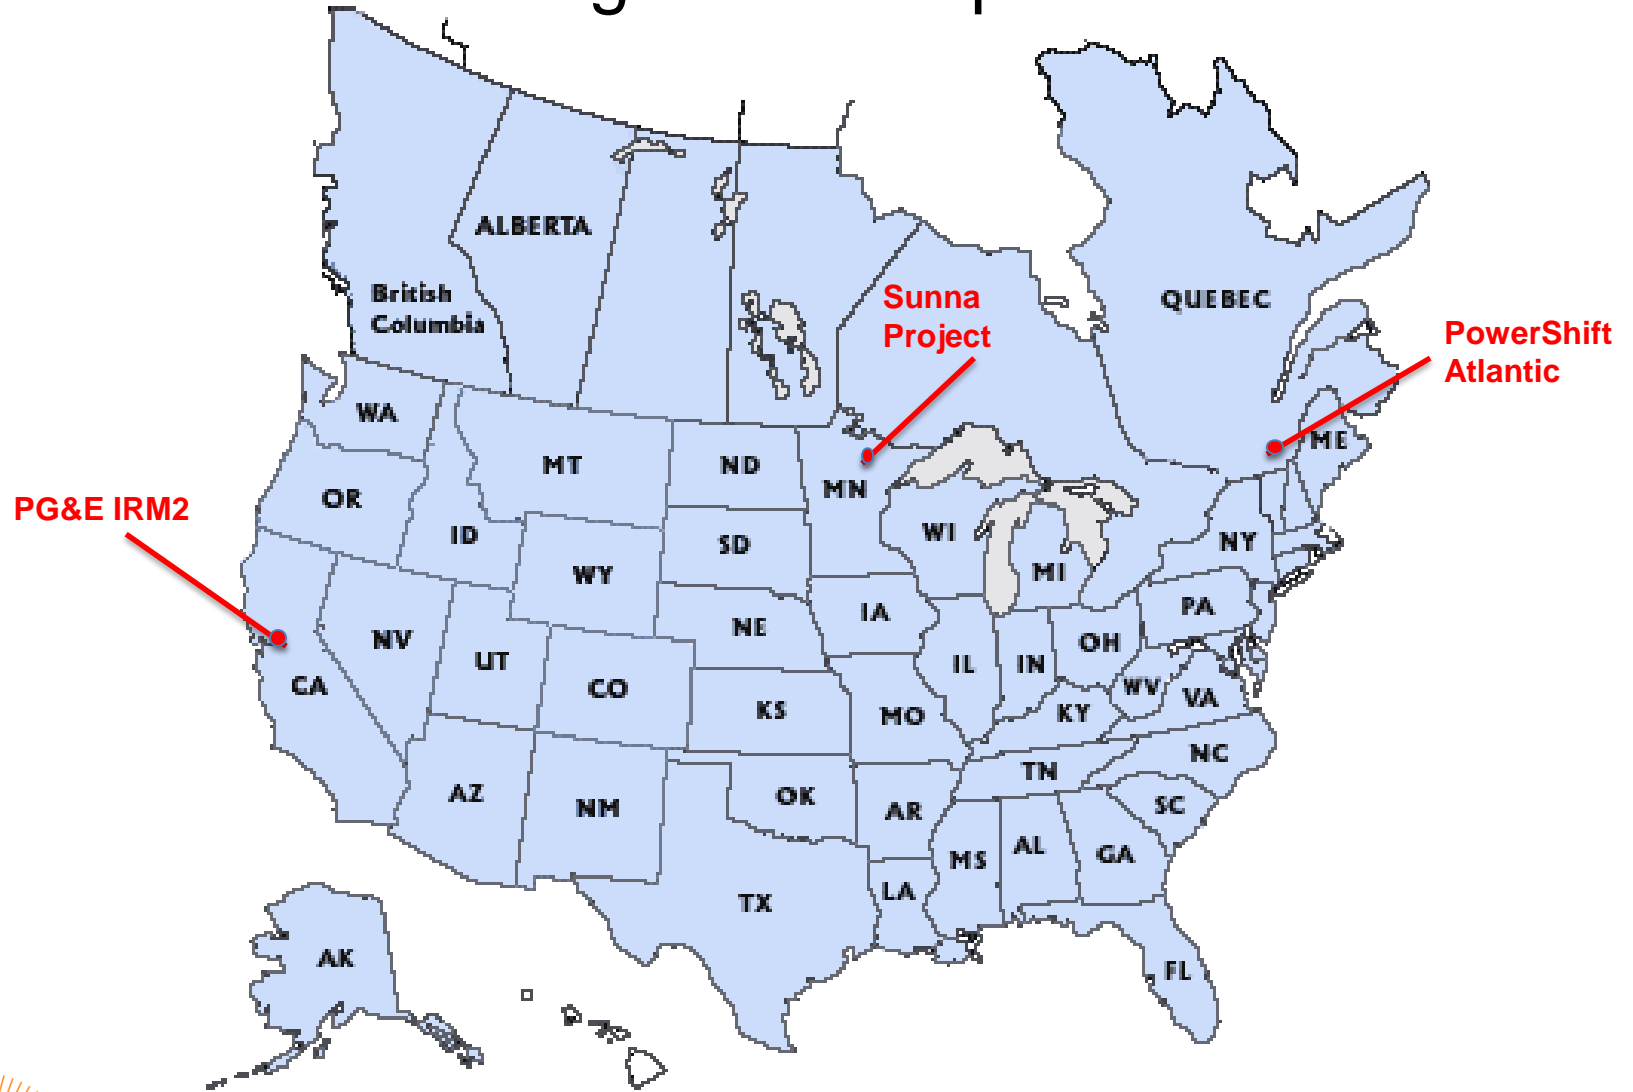 ALBERTA
British
Columbia
QUEBEC
Sunna
Project
PowerShift
Atlantic
WA
MT
ND
MN
ME
OR
PG&E IRM2
ID
SD
WI
NY
WY
MI
IA
PA
NE
NV
UT
CO
IL
IN
OH
WV
VA
CA
KS
MO
KY
NC
TN
AZ
NM
OK
AR
SC
MS
AL
GA
TX
LA
AK
FL